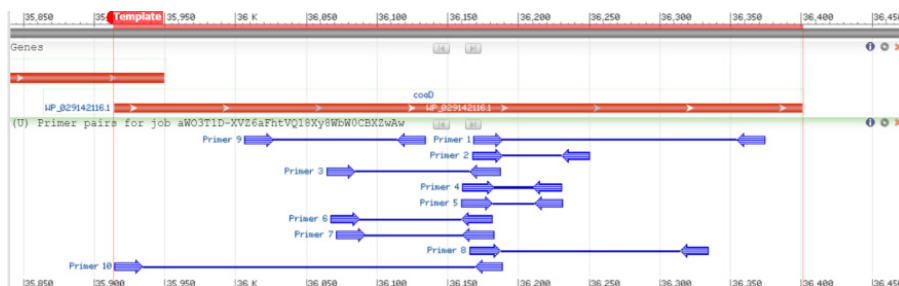 35,850 35,9 Template 35,950 36 K 36,050 36,100 36,150 36,200 36,250 36,300 36,350 36,400 36,450
Genes
cooD
WP_029142116.1 WP_029142116.1
(U) Primer pairs for job aWO3T1D-XVZ6aFhtVQl8Xy8WbW0CBXZwAw
Primer 9 Primer 1
Primer 2
Primer 3
Primer 4
Primer 5
Primer 6
Primer 7
Primer 8
Primer 10
35,850 35,900 35,950 36 K 36,050 36,100 36,150 36,200 36,250 36,300 36,350 36,400 36,45